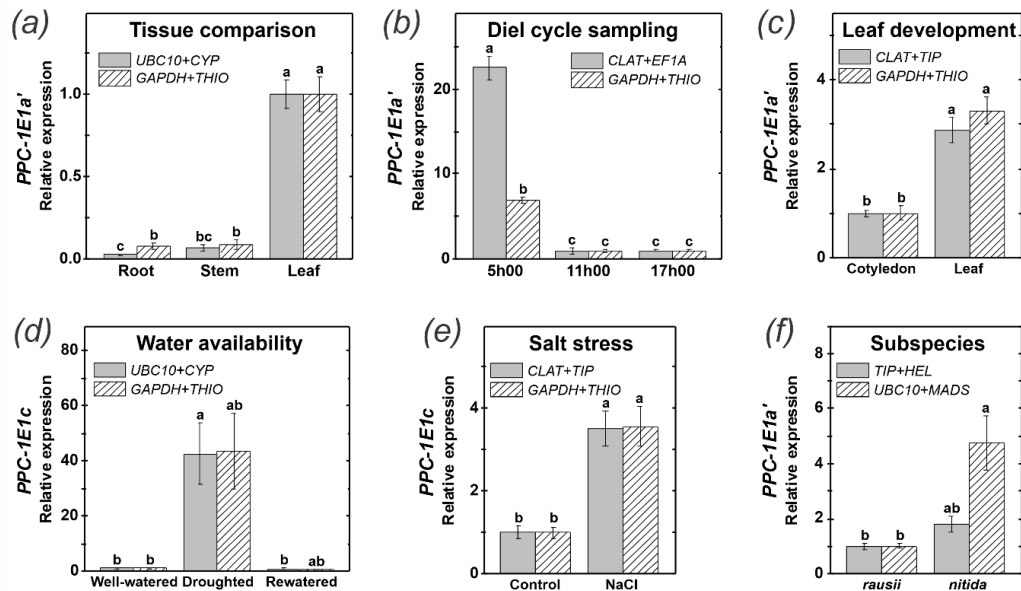 (a)
Tissue comparison
UBC10+CYP
GAPDH+THIO
PPC-1E1a'
Relative expression
1.0
0.5
0.0
c
b
bc
b
a
a
Root
Stem
Leaf
(b)
Diel cycle sampling
CLAT+EF1A
GAPDH+THIO
PPC-1E1a'
Relative expression
20
10
0
a
b
c
c
c
c
5h00
11h00
17h00
(c)
Leaf development
CLAT+TIP
GAPDH+THIO
PPC-1E1a'
Relative expression
4
2
0
b
b
a
a
Cotyledon
Leaf
(d)
Water availability
UBC10+CYP
GAPDH+THIO
PPC-1E1c
Relative expression
80
60
40
20
0
b
b
a
ab
b
ab
Well-watered
Droughted
Rewatered
(e)
Salt stress
CLAT+TIP
GAPDH+THIO
PPC-1E1c
Relative expression
4
2
0
b
b
a
a
Control
NaCl
(f)
Subspecies
TIP+HEL
UBC10+MADS
PPC-1E1a'
Relative expression
8
6
4
2
0
b
b
ab
a
rausii
nitida